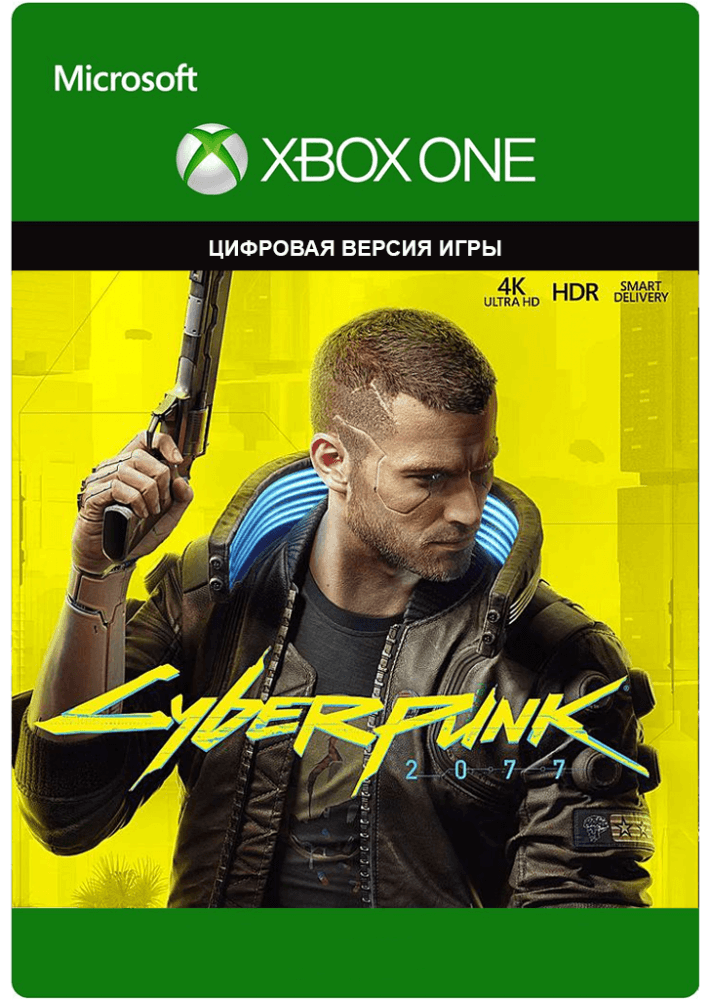 Microsoft
XBOX ONE
ЦИФРОВАЯ ВЕРСИЯ ИГРЫ
4K
ULTRA HD
HDR
SMART
DELIVERY
CYBERPUNK
2077